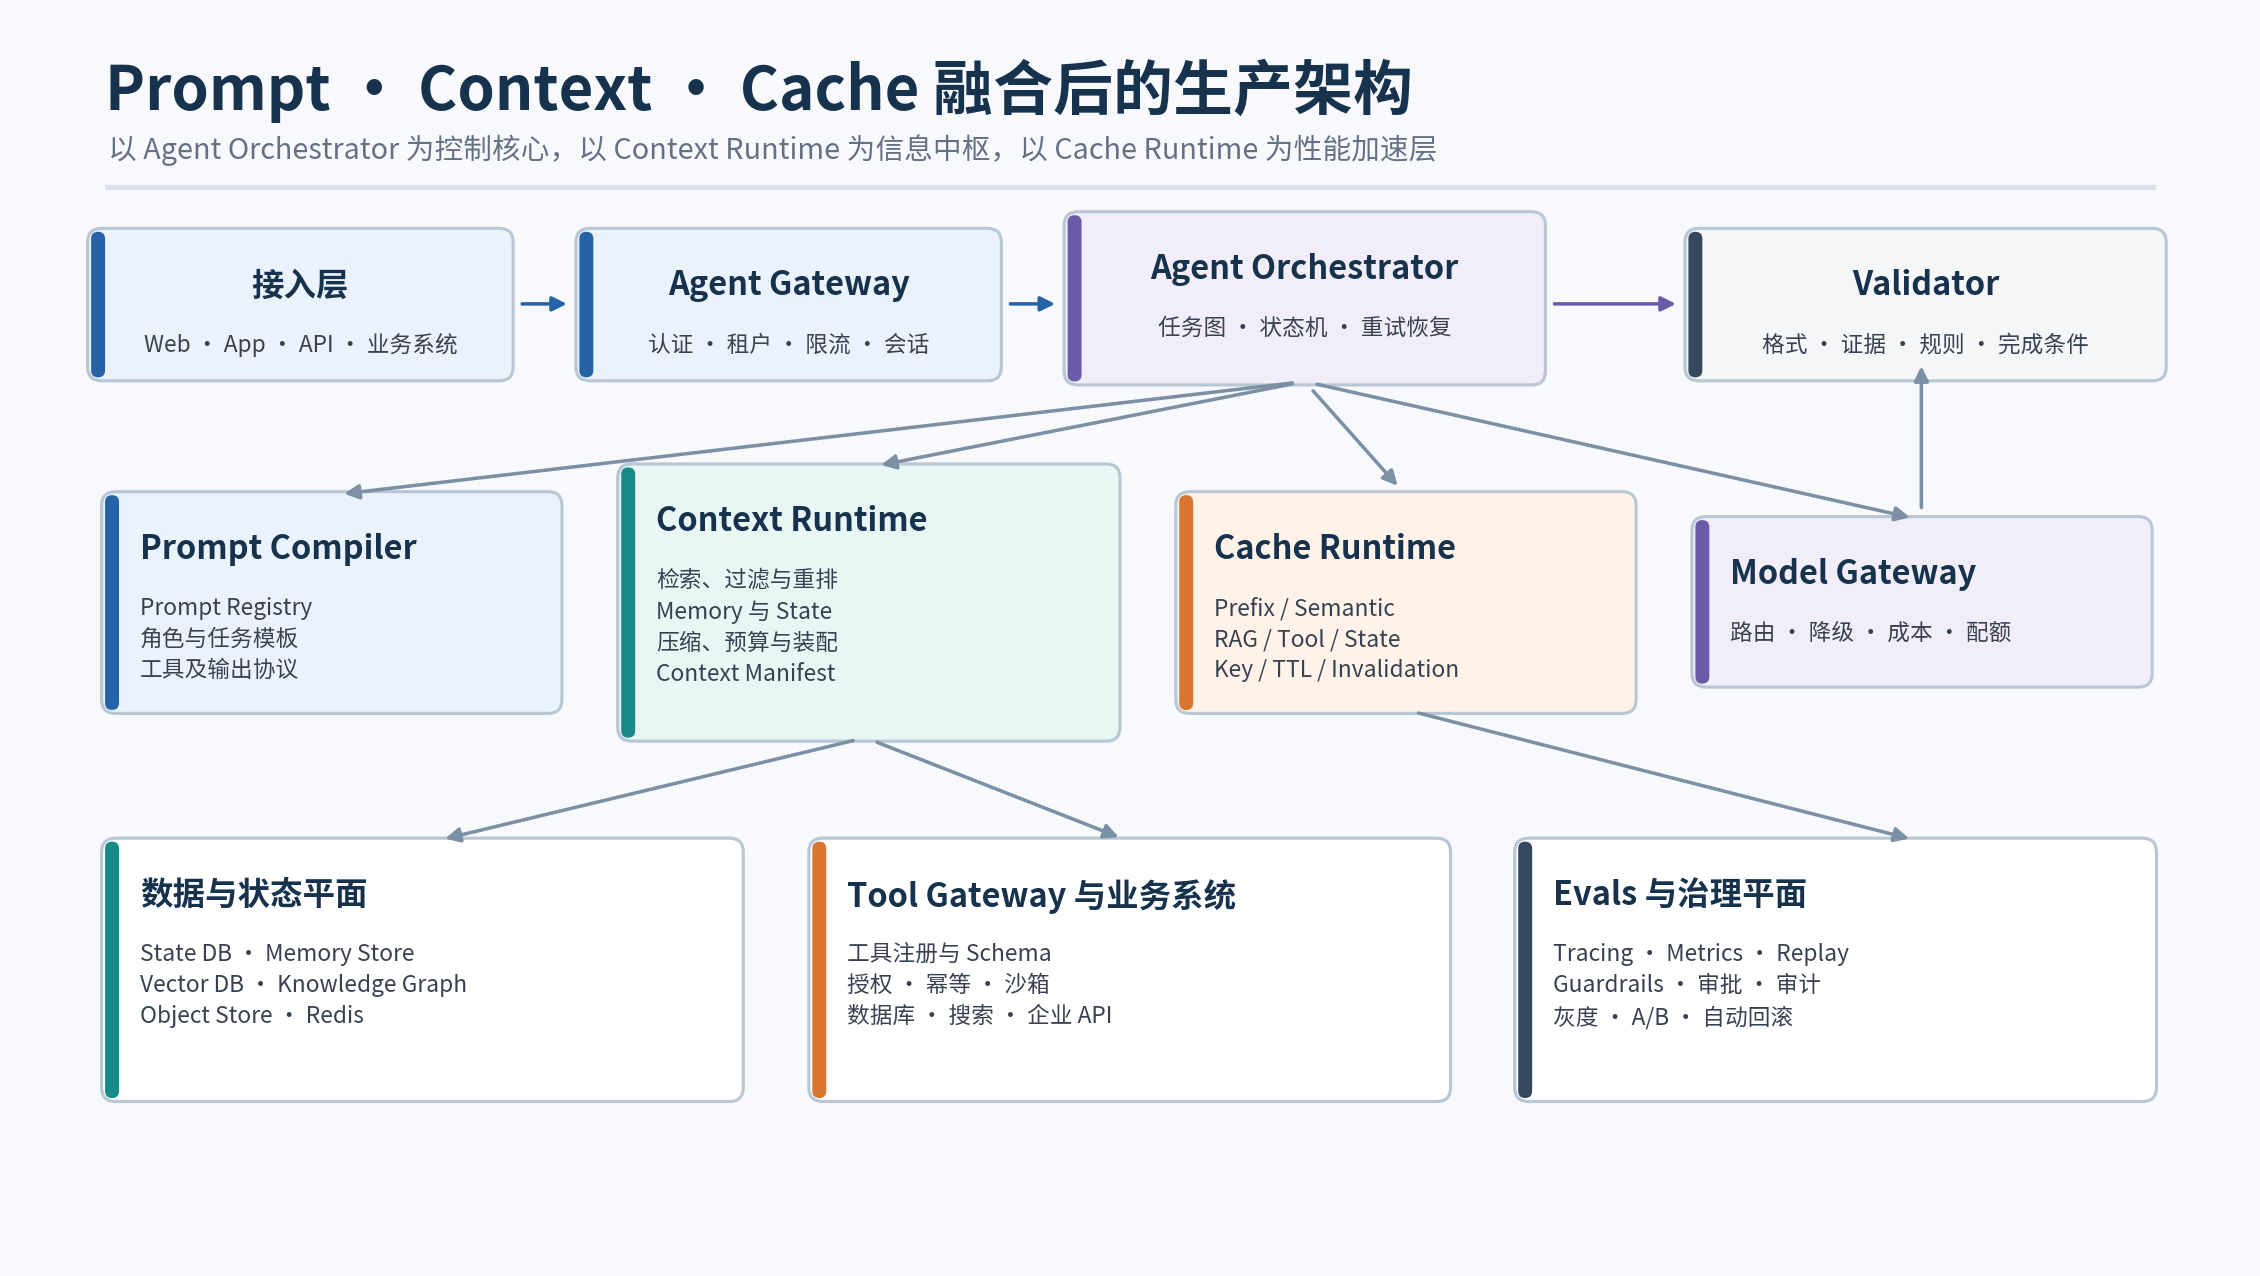 Prompt • Context • Cache 融合后的生产架构
以 Agent Orchestrator 为控制核心，以 Context Runtime 为信息中枢，以 Cache Runtime 为性能加速层
接入层
Web • App • API • 业务系统
Agent Gateway
认证 • 租户 • 限流 • 会话
Agent Orchestrator
任务图 • 状态机 • 重试恢复
Validator
格式 • 证据 • 规则 • 完成条件
Prompt Compiler
Prompt Registry
角色与任务模板
工具及输出协议
Context Runtime
检索、过滤与重排
Memory 与 State
压缩、预算与装配
Context Manifest
Cache Runtime
Prefix / Semantic
RAG / Tool / State
Key / TTL / Invalidation
Model Gateway
路由 • 降级 • 成本 • 配额
数据与状态平面
State DB • Memory Store
Vector DB • Knowledge Graph
Object Store • Redis
Tool Gateway 与业务系统
工具注册与 Schema
授权 • 幂等 • 沙箱
数据库 • 搜索 • 企业 API
Evals 与治理平面
Tracing • Metrics • Replay
Guardrails • 审批 • 审计
灰度 • A/B • 自动回滚